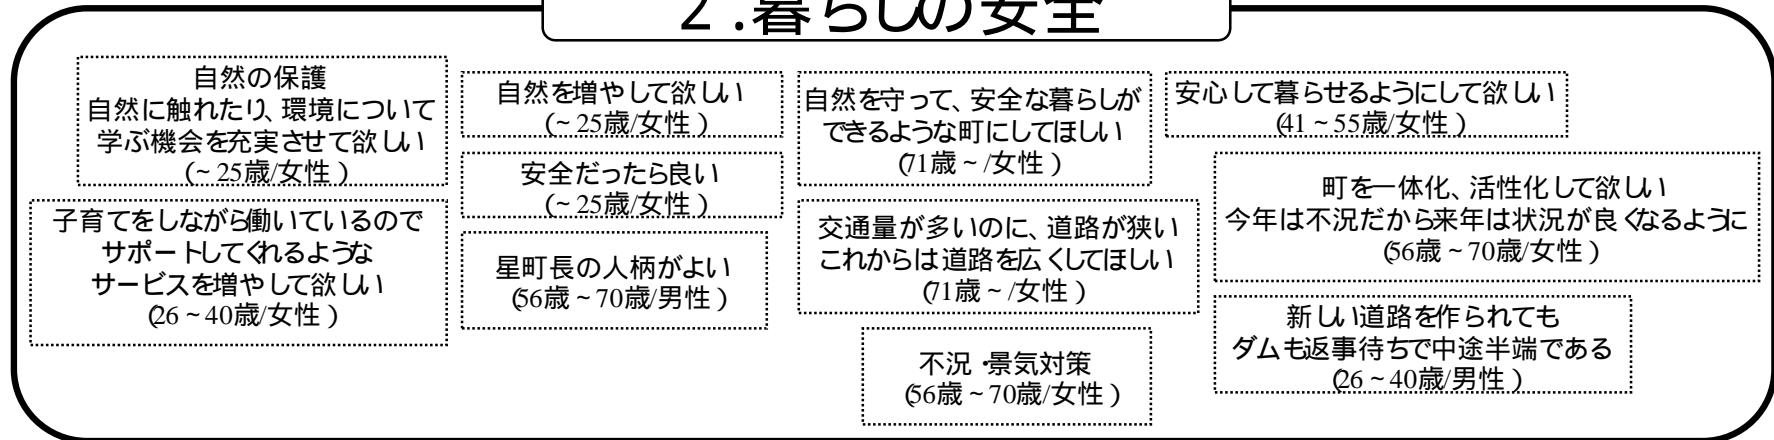 2.暮らしの安全
自然の保護
自然に触れたり、環境について
学ぶ機会を充実させて欲しい
(~25歳/女性)
自然を増やして欲しい
(~25歳/女性)
自然を守って、安全な暮らしが
できるような町にしてほしい
(71歳~/女性)
安心して暮らせるようにして欲しい
(41~55歳/女性)
安全だったら良い
(~25歳/女性)
町を一体化、活性化して欲しい
今年は不況だから来年は状況が良くなるように
(56歳~70歳/女性)
子育てをしながら働いているので
サポートしてくれるような
サービスを増やして欲しい
(26~40歳/女性)
星町長の人柄がよい
(56歳~70歳/男性)
交通量が多いのに、道路が狭い
これからは道路を広くしてほしい
(71歳~/女性)
新しい道路を作られても
ダムも返事待ちで中途半端である
(26~40歳/男性)
不況・景気対策
(56歳~70歳/女性)